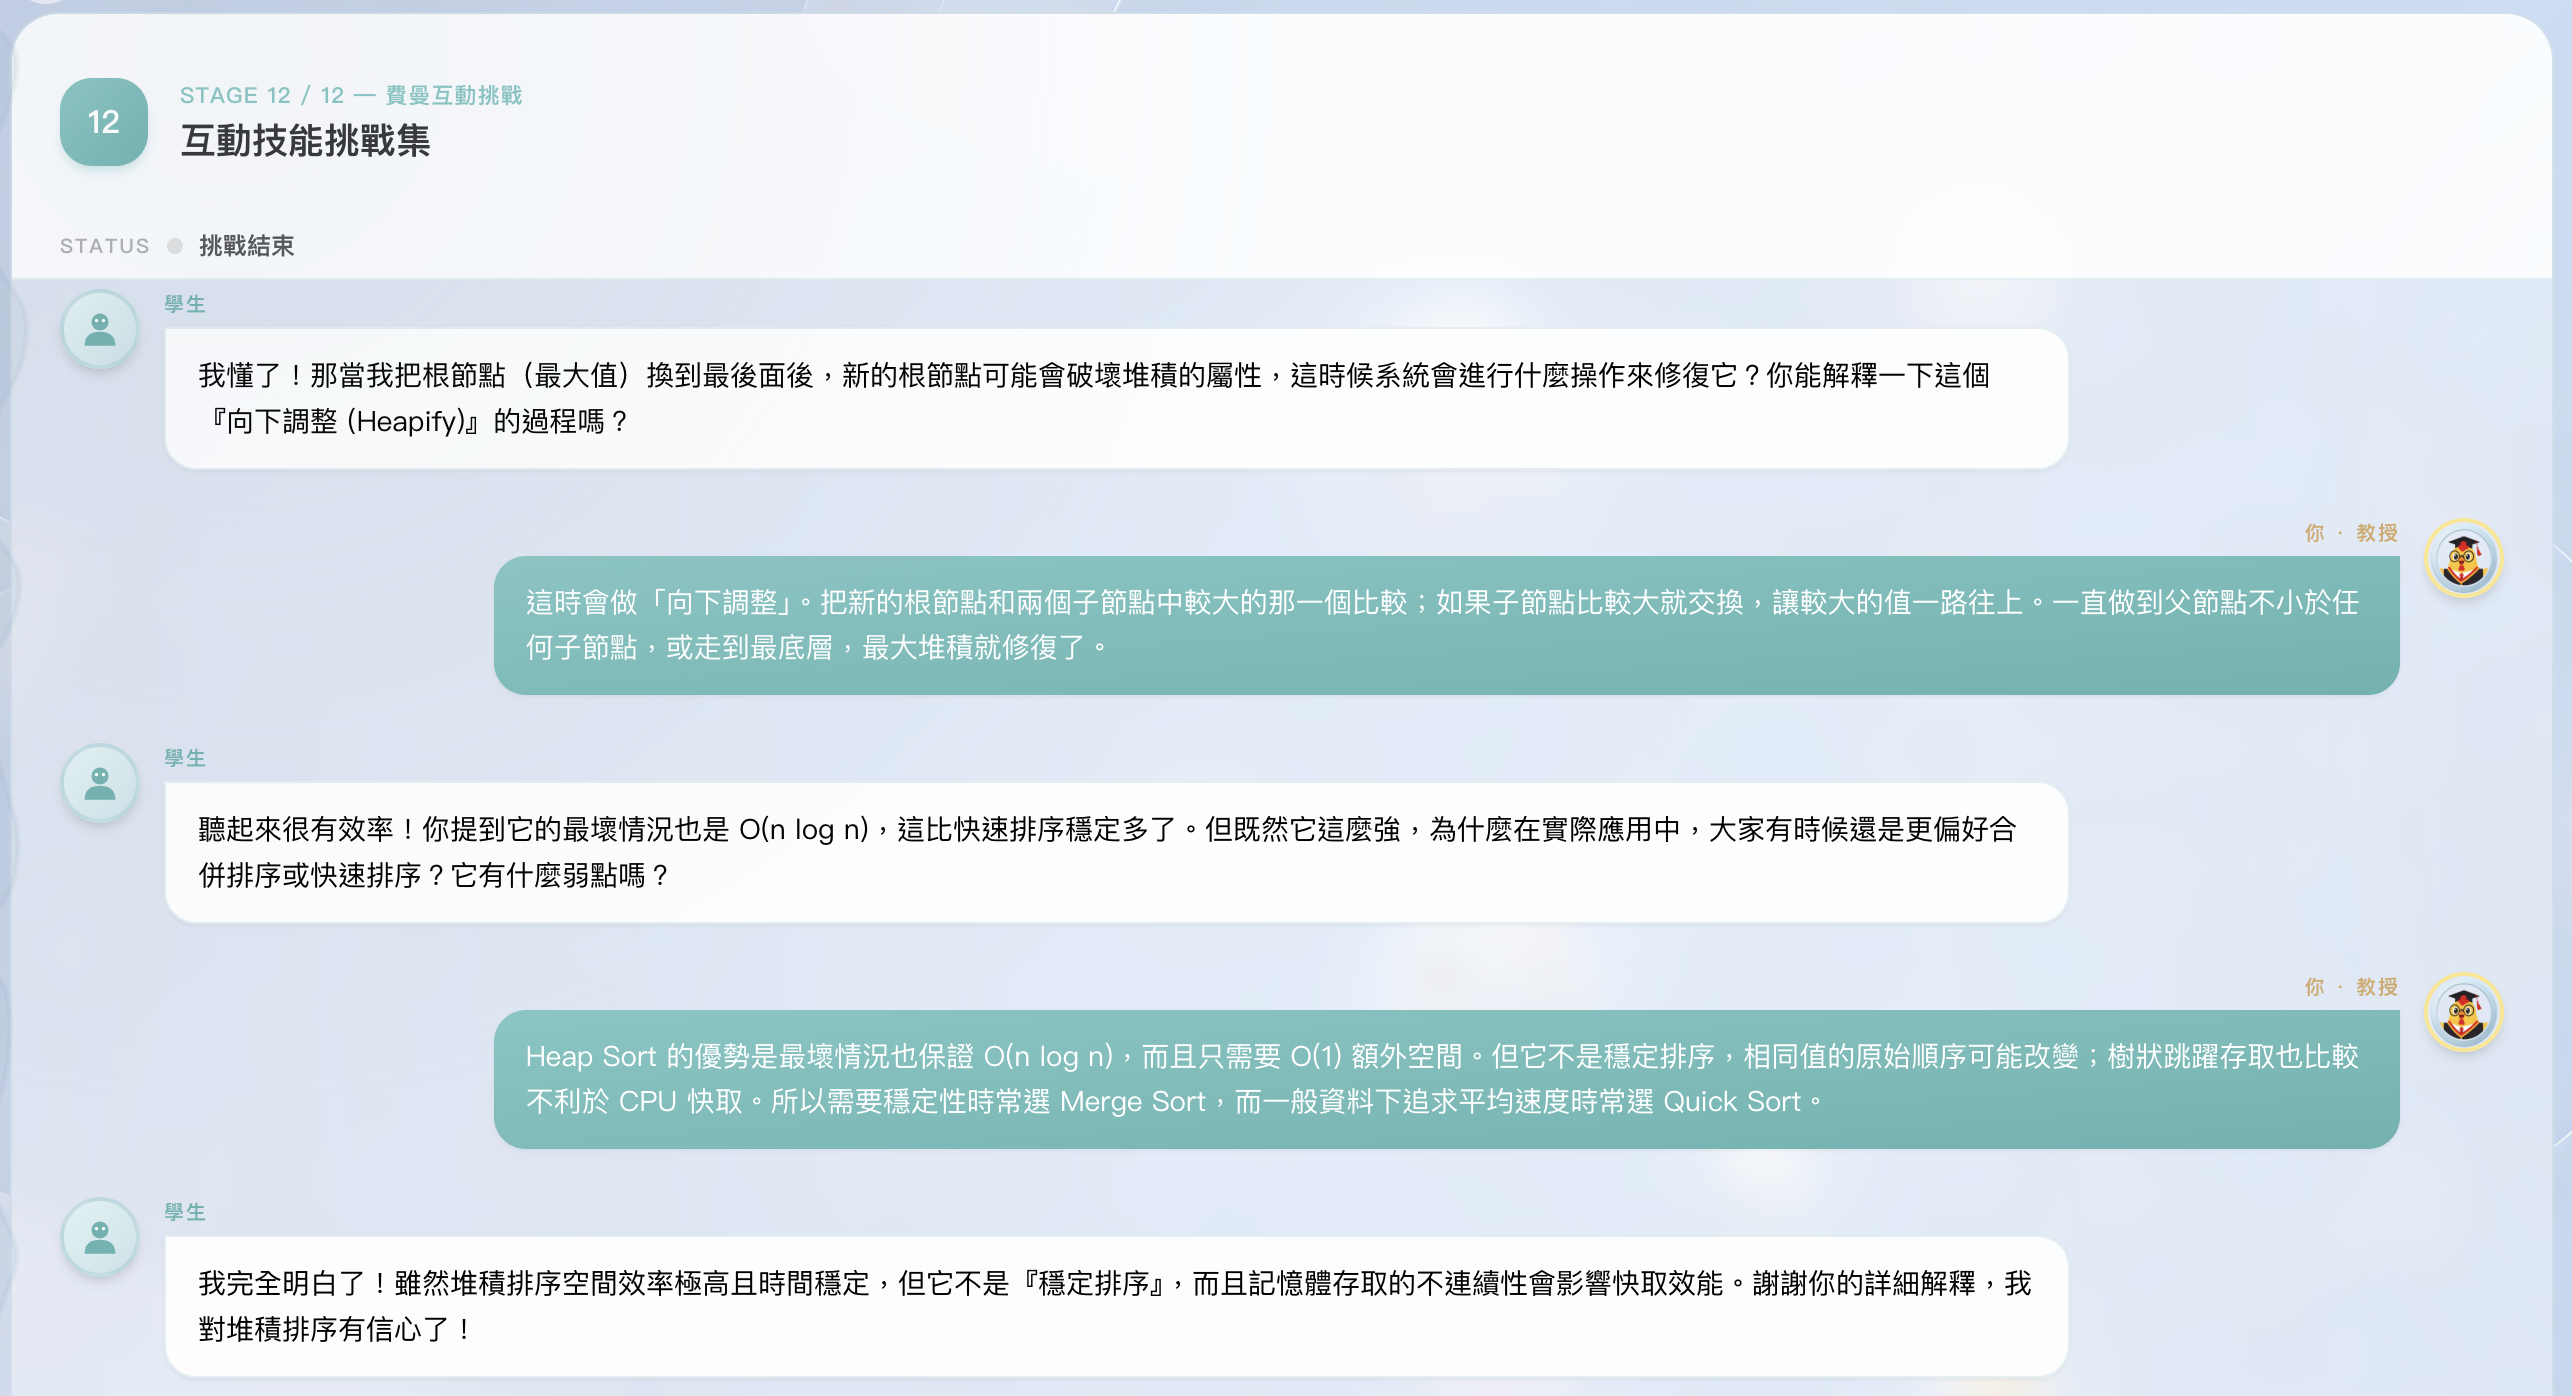 12
STAGE 12 / 12 — 費曼互動挑戰
互動技能挑戰集
STATUS 挑戰結束
學生
我懂了！那當我把根節點（最大值）換到最後面後，新的根節點可能會破壞堆積的屬性，這時候系統會進行什麼操作來修復它？你能解釋一下這個
『向下調整 (Heapify)』的過程嗎？
你 · 教授
這時會做「向下調整」。把新的根節點和兩個子節點中較大的那一個比較；如果子節點比較大就交換，讓較大的值一路往上。一直做到父節點不小於任
何子節點，或走到最底層，最大堆積就修復了。
學生
聽起來很有效率！你提到它的最壞情況也是 O(n log n)，這比快速排序穩定多了。但既然它這麼強，為什麼在實際應用中，大家有時候還是更偏好合
併排序或快速排序？它有什麼弱點嗎？
你 · 教授
Heap Sort 的優勢是最壞情況也保證 O(n log n)，而且只需要 O(1) 額外空間。但它不是穩定排序，相同值的原始順序可能改變；樹狀跳躍存取也比較
不利於 CPU 快取。所以需要穩定性時常選 Merge Sort，而一般資料下追求平均速度時常選 Quick Sort。
學生
我完全明白了！雖然堆積排序空間效率極高且時間穩定，但它不是『穩定排序』，而且記憶體存取的不連續性會影響快取效能。謝謝你的詳細解釋，我
對堆積排序有信心了！